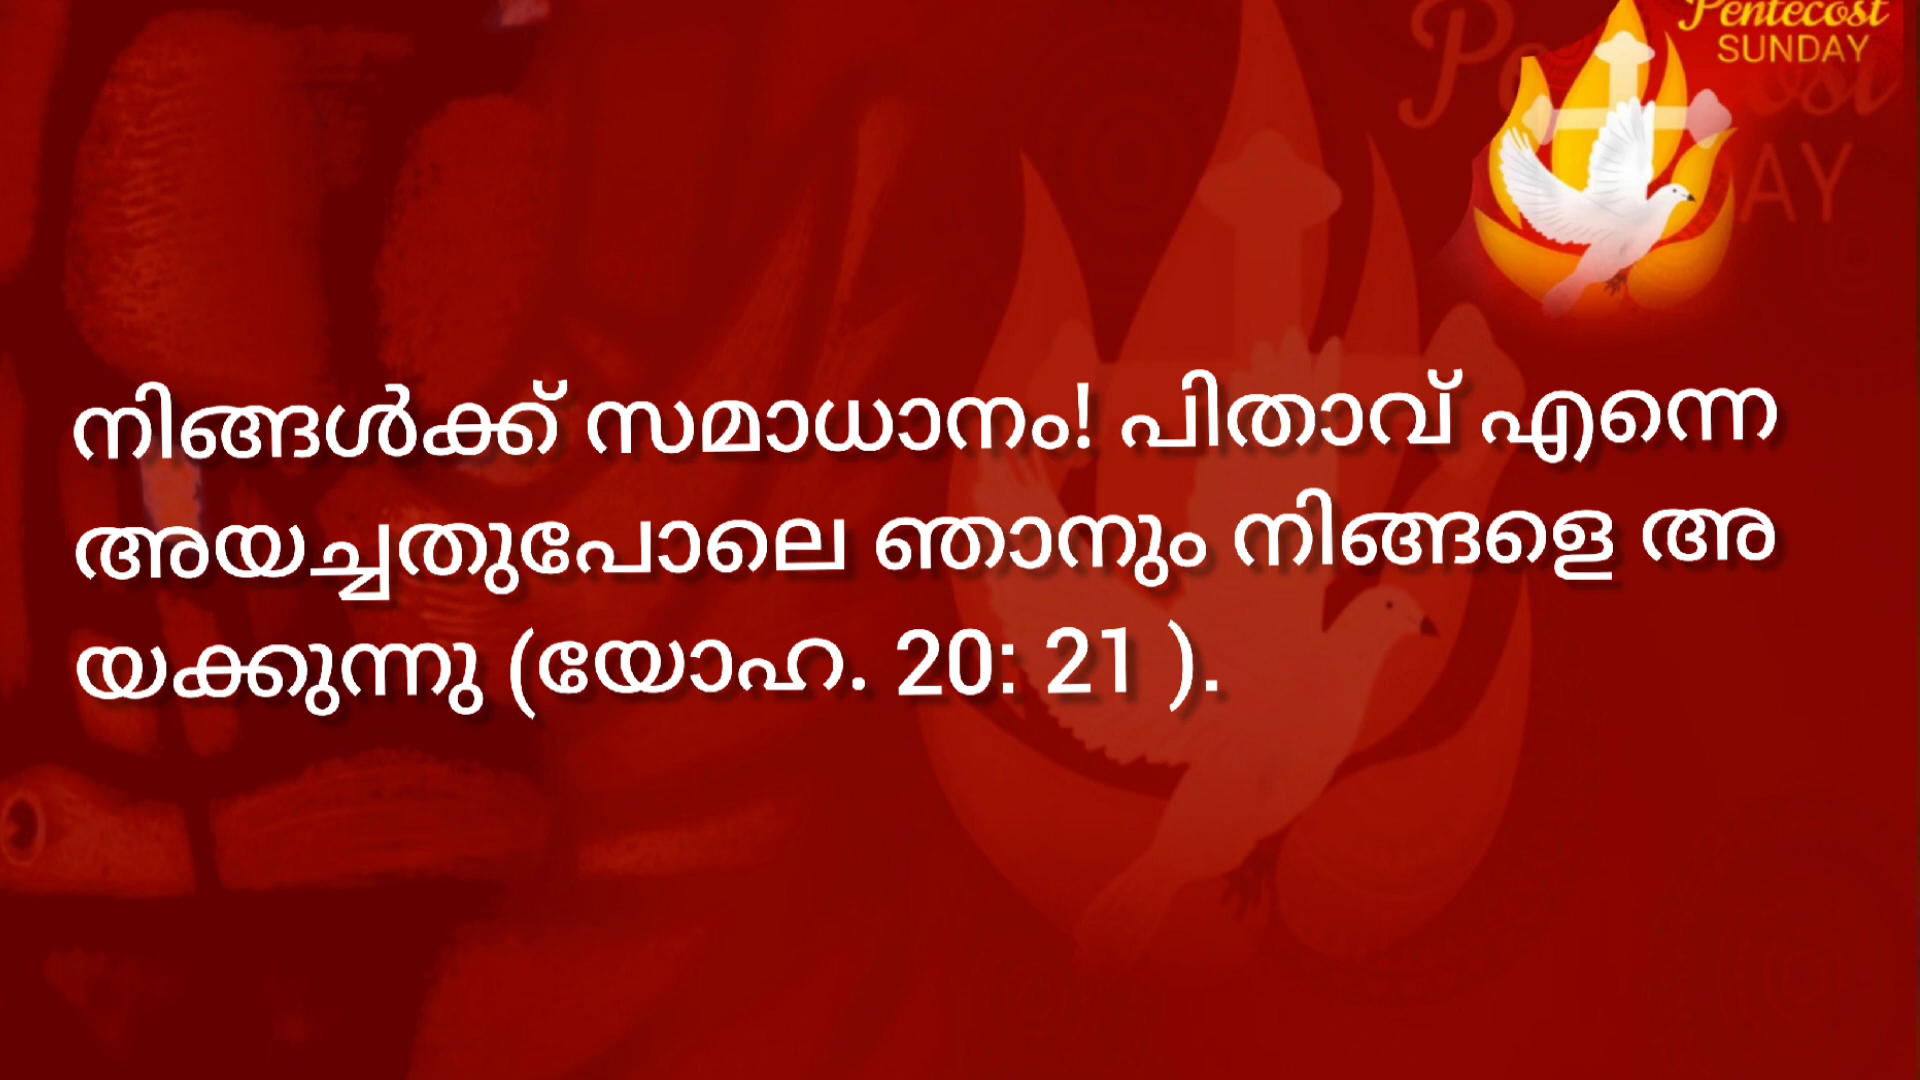 Pentecost
SUNDAY
നിങ്ങൾക്ക് സമാധാനം! പിതാവ് എന്നെ
അയച്ചതുപോലെ ഞാനും നിങ്ങളെ അ
യക്കുന്നു (യോഹ. 20: 21 ).